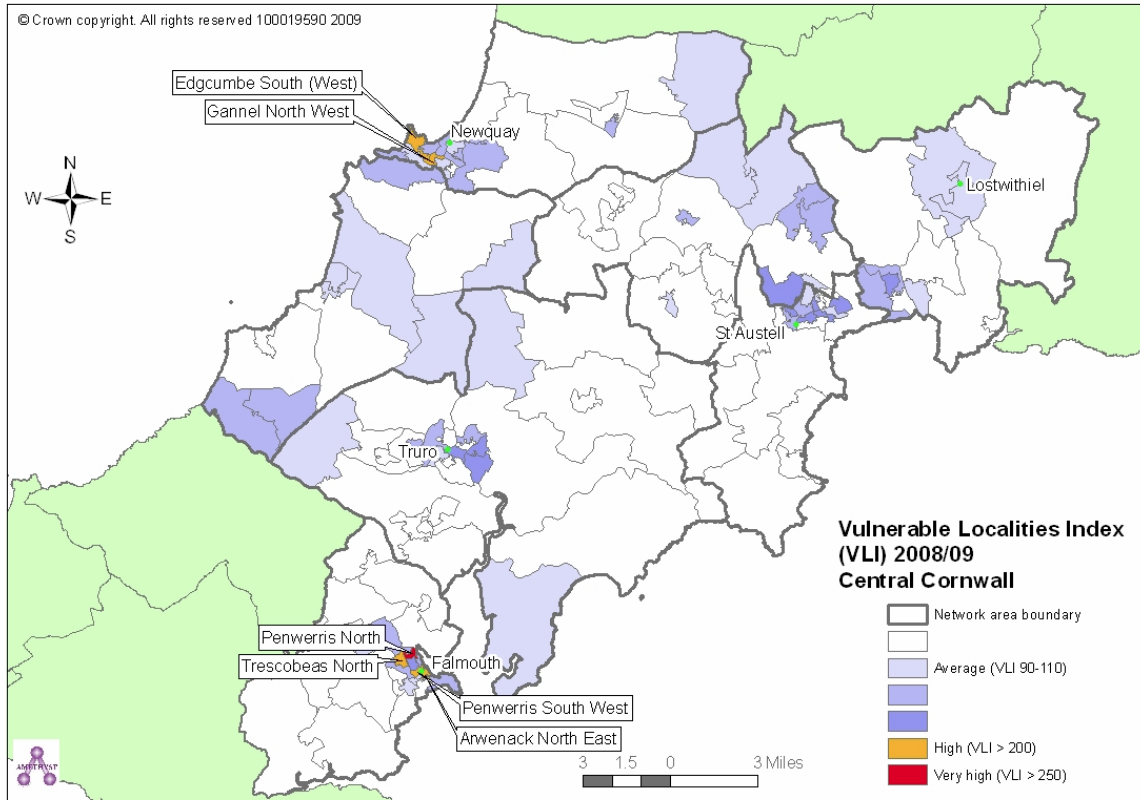 © Crown copyright. All rights reserved 100019590 2009
Edgcumbe South (West)
Gannel North West
Newquay
N
W E
S
Lostwithiel
St Austell
Truro
Vulnerable Localities Index
(VLI) 2008/09
Central Cornwall
Network area boundary
Average (VLI 90-110)
High (VLI > 200)
Very high (VLI > 250)
Penwerris North
Trescobeas North
Falmouth
Penwerris South West
Arwenack North East
3 1.5 0 3 Miles
AMETHYST